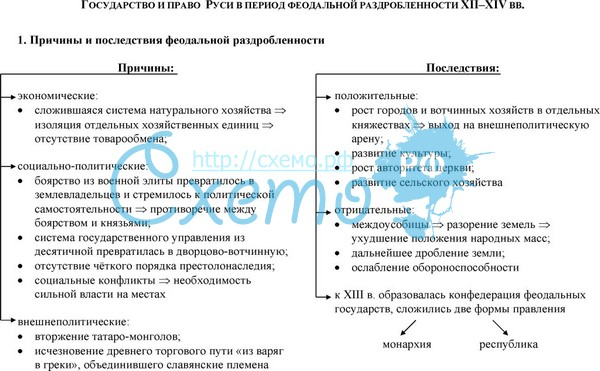 ГОСУДАРСТВО И ПРАВО РУСИ В ПЕРИОД ФЕОДАЛЬНОЙ РАЗДРОБЛЕННОСТИ XII–XIV ВВ.
1. Причины и последствия феодальной раздробленности
Причины:
экономические:
• сложившаяся система натурального хозяйства ⇒
изоляция отдельных хозяйственных единиц ⇒
отсутствие товарообмена;
социально-политические:
• боярство из военной элиты превратилось в
землевладельцев и стремилось к политической
самостоятельности ⇒ противоречие между
боярством и князьями;
• система государственного управления из
десятичной превратилась в дворцово-вотчинную;
• отсутствие чёткого порядка престолонаследия;
• социальные конфликты ⇒ необходимость
сильной власти на местах
внешнеполитические:
• вторжение татаро-монголов;
• исчезновение древнего торгового пути «из варяг
в греки», объединившего славянские племена
Последствия:
положительные:
• рост городов и вотчинных хозяйств в отдельных
княжествах ⇒ выход на внешнеполитическую
арену;
• развитие культуры;
• рост авторитета церкви;
• развитие сельского хозяйства
отрицательные:
• междоусобицы ⇒ разорение земель ⇒
ухудшение положения народных масс;
• дальнейшее дробление земли;
• ослабление обороноспособности
к XIII в. образовалась конфедерация феодальных
государств, сложились две формы правления
монархия
республика
http://схемо.рф
Схемо
РФ